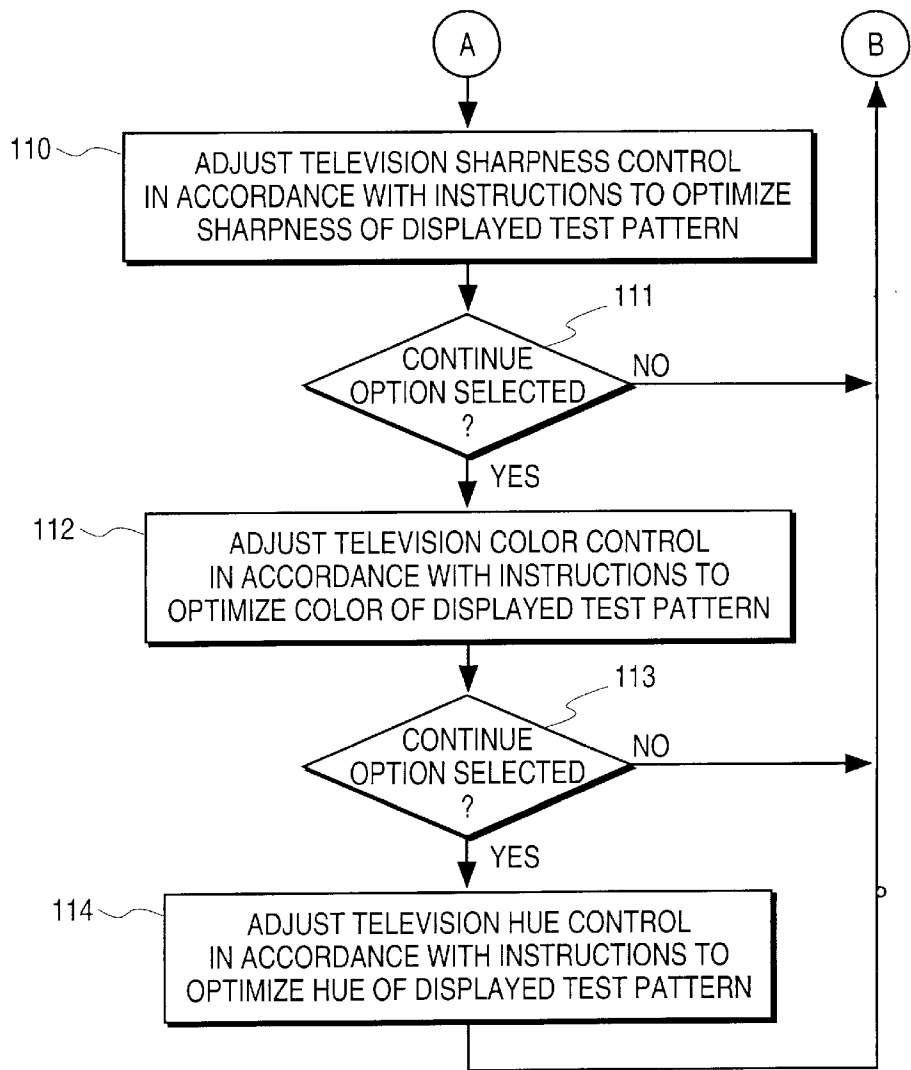 A
B
110
ADJUST TELEVISION SHARPNESS CONTROL
IN ACCORDANCE WITH INSTRUCTIONS TO OPTIMIZE
SHARPNESS OF DISPLAYED TEST PATTERN
111
CONTINUE
OPTION SELECTED
?
NO
YES
112
ADJUST TELEVISION COLOR CONTROL
IN ACCORDANCE WITH INSTRUCTIONS TO
OPTIMIZE COLOR OF DISPLAYED TEST PATTERN
113
CONTINUE
OPTION SELECTED
?
NO
YES
114
ADJUST TELEVISION HUE CONTROL
IN ACCORDANCE WITH INSTRUCTIONS TO
OPTIMIZE HUE OF DISPLAYED TEST PATTERN